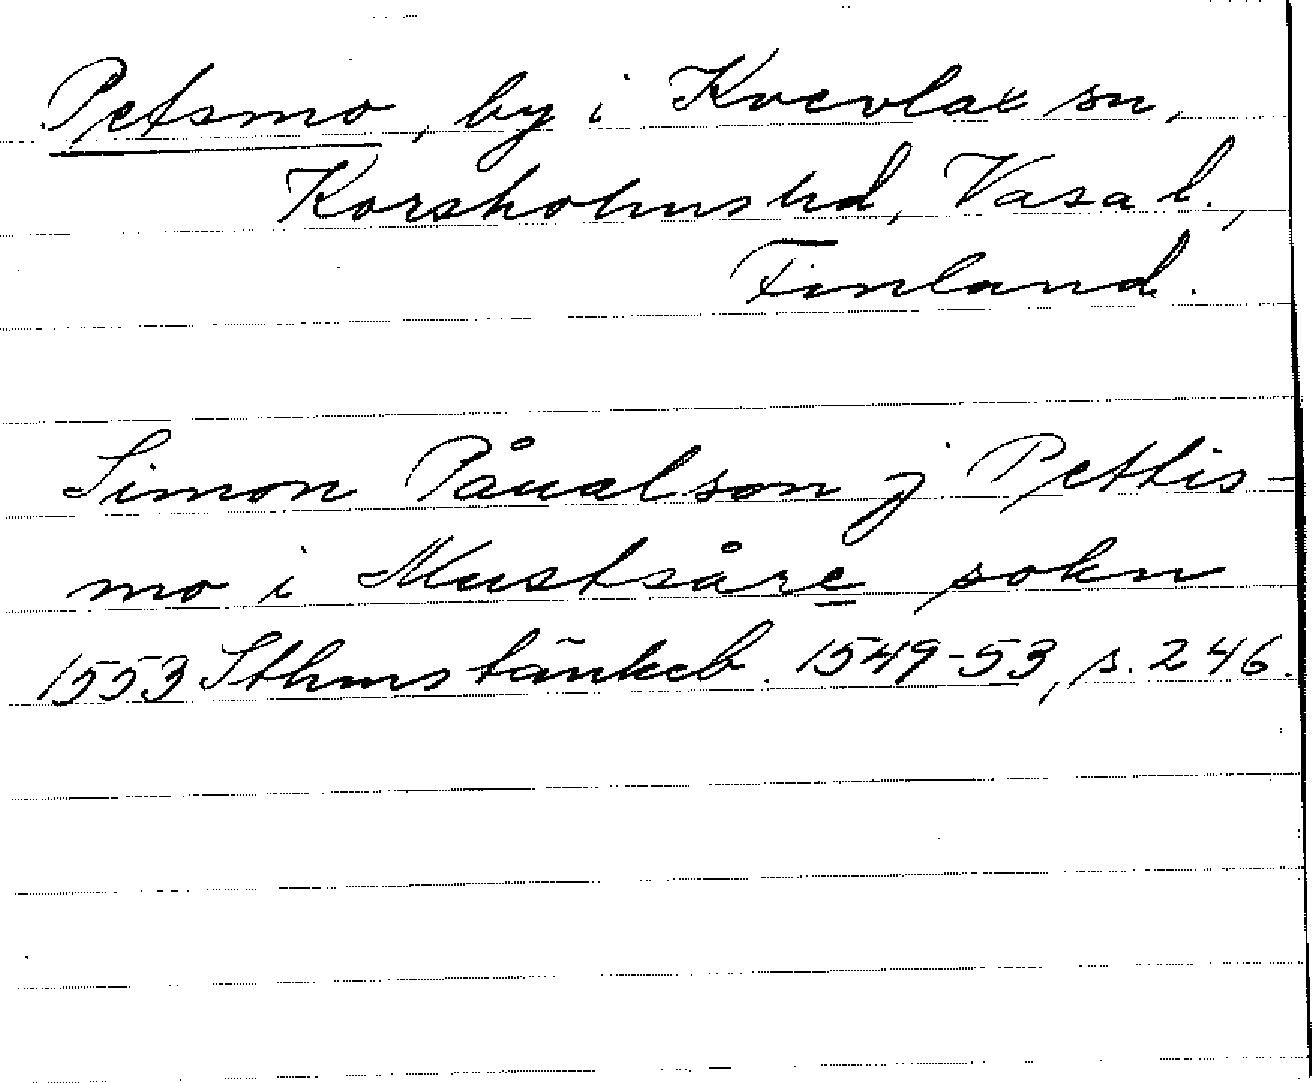 Petsmo, by i Kvevlax sn,
Korsholms hd, Vasa l.,
Finland.
Simon Påualson j Pettis-
mo i Mustsåre sokn
1553 Sthms tänkeb. 1549-53, s. 246.